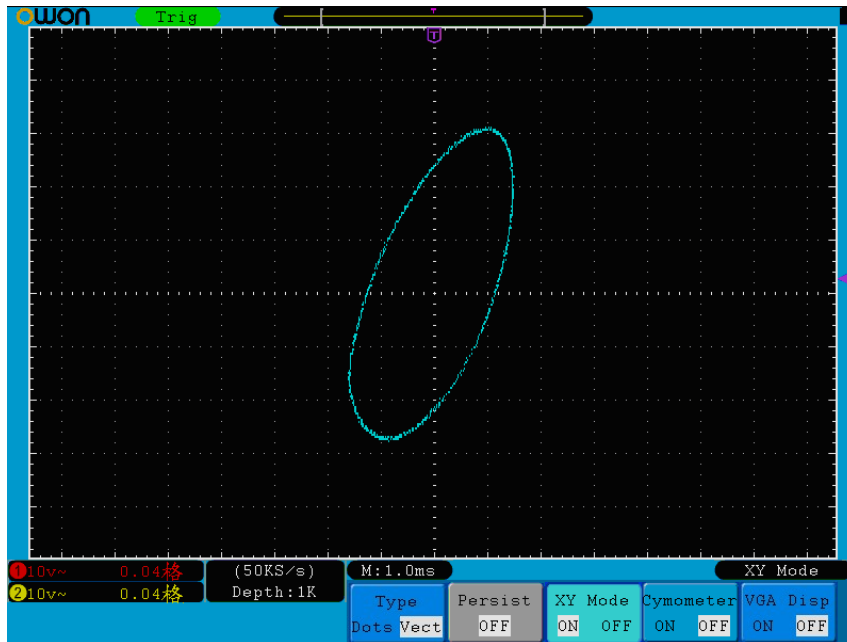 OWON Trig
T
T
1 10v~ 0.04格 (50KS/s) M:1.0ms XY Mode
2 10v~ 0.04格 Depth:1K
Type Persist XY Mode Cymometer VGA Disp
Dots Vect OFF ON OFF ON OFF ON OFF